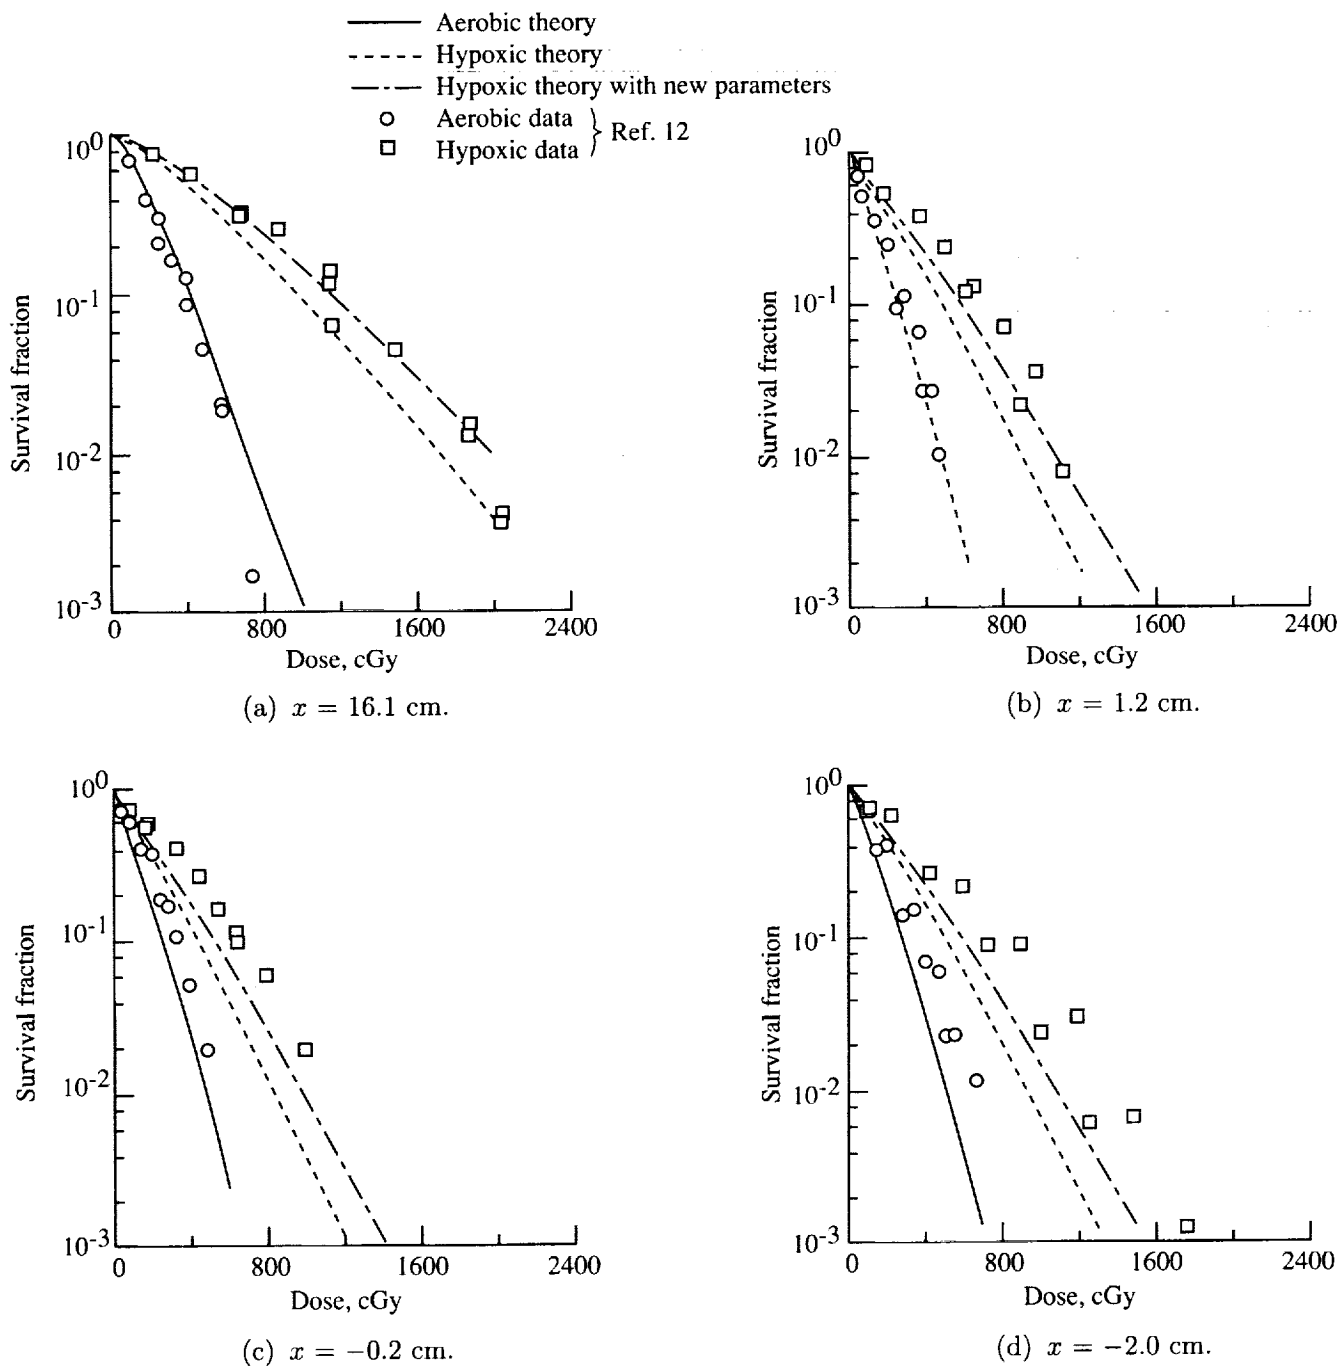 Aerobic theory
Hypoxic theory
Hypoxic theory with new parameters
Aerobic data
Hypoxic data
} Ref. 12
10^0
10^-1
10^-2
10^-3
Survival fraction
0 800 1600 2400
Dose, cGy
(a) x = 16.1 cm.
10^0
10^-1
10^-2
10^-3
Survival fraction
0 800 1600 2400
Dose, cGy
(b) x = 1.2 cm.
10^0
10^-1
10^-2
10^-3
Survival fraction
0 800 1600 2400
Dose, cGy
(c) x = −0.2 cm.
10^0
10^-1
10^-2
10^-3
Survival fraction
0 800 1600 2400
Dose, cGy
(d) x = −2.0 cm.